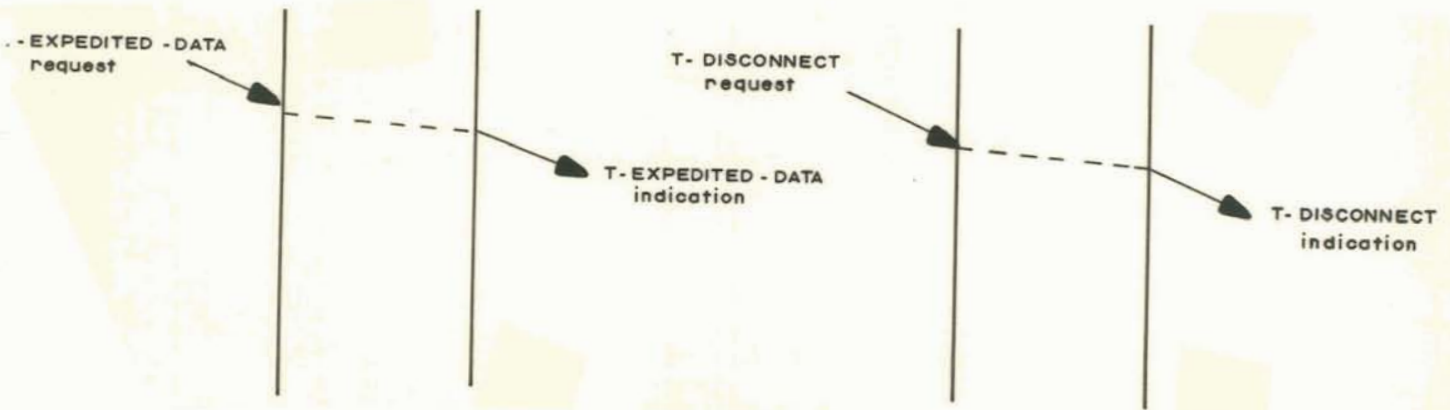 .-EXPEDITED-DATA
request
T-EXPEDITED-DATA
indication
T-DISCONNECT
request
T-DISCONNECT
indication